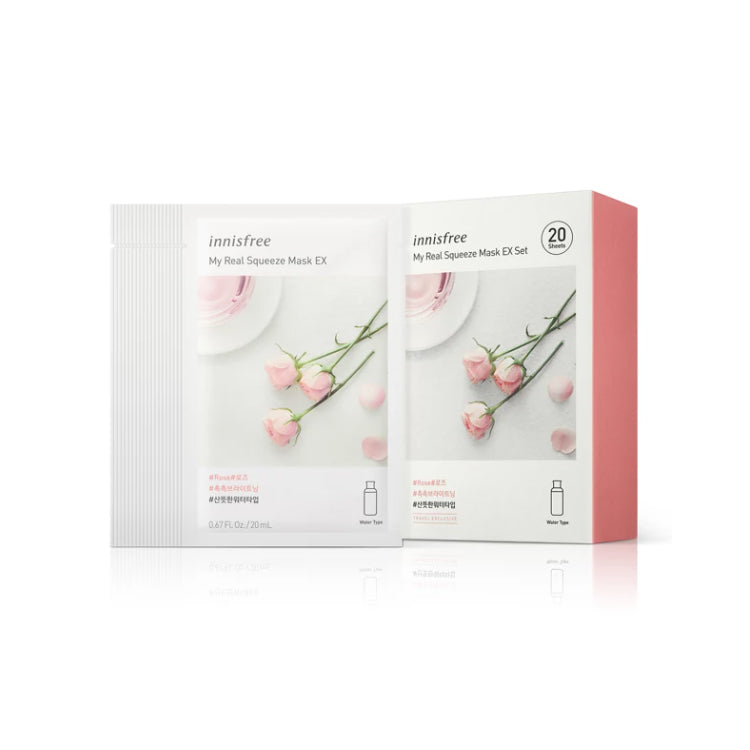 innisfree
My Real Squeeze Mask EX
#Rose#로즈
#촉촉브라이트닝
#산뜻한워터타입
0.67 FL.Oz. / 20 mL
Water Type
innisfree
My Real Squeeze Mask EX Set
20
Sheets
#Rose#로즈
#촉촉브라이트닝
#산뜻한워터타입
TRAVEL EXCLUSIVE
Water Type